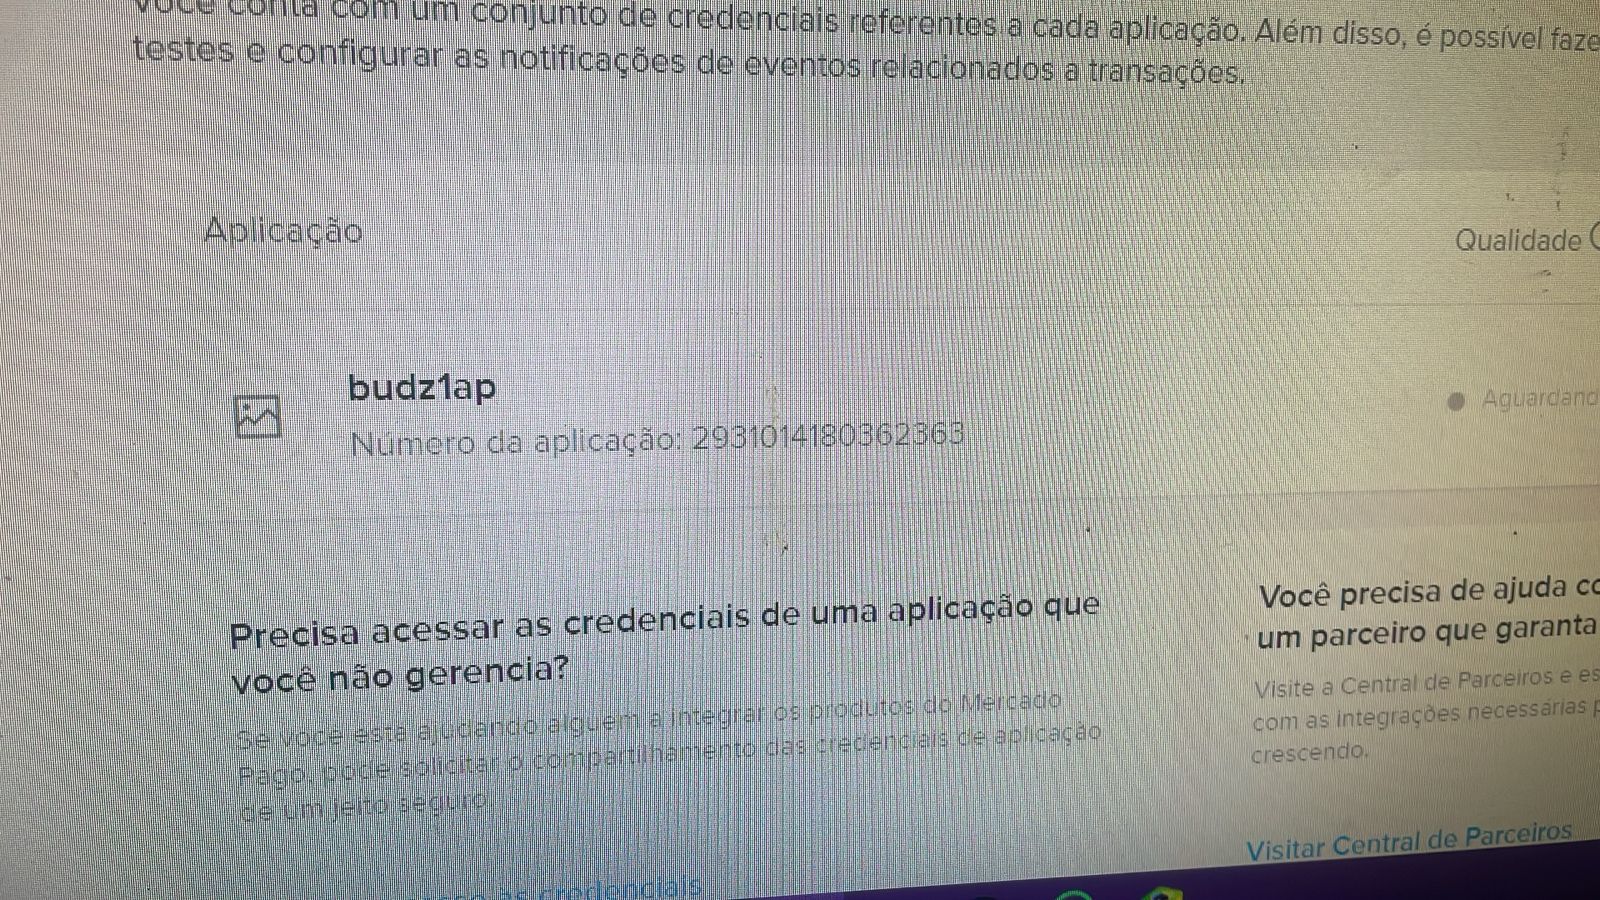 Você conta com um conjunto de credenciais referentes a cada aplicação. Além disso, é possível faze
testes e configurar as notificações de eventos relacionados a transações.
Aplicação
Qualidade
budz1ap
Número da aplicação: 2931014180362363
Aguardand
Precisa acessar as credenciais de uma aplicação que
você não gerencia?
Se você está ajudando alguém a integrar os produtos do Mercado
Pago, pode solicitar o compartilhamento das credenciais de aplicação
de um jeito seguro.
às credenciais
Você precisa de ajuda co
um parceiro que garanta
Visite a Central de Parceiros e es
com as integrações necessárias p
crescendo.
Visitar Central de Parceiros